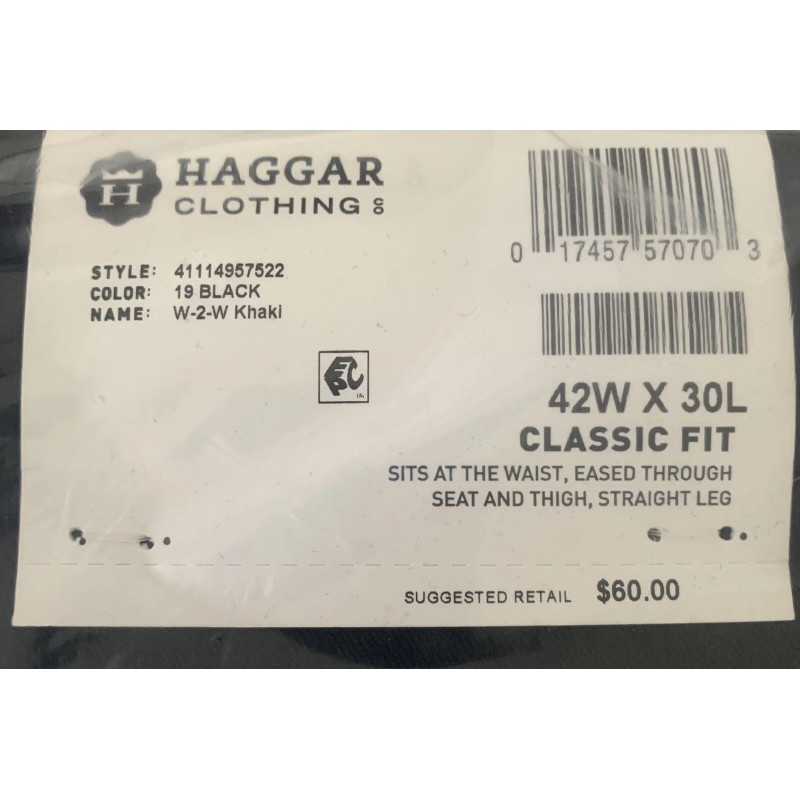 H
HAGGAR
CLOTHING CO
STYLE: 41114957522
COLOR: 19 BLACK
NAME: W-2-W Khaki
0 17457 57070 3
EPC
42W X 30L
CLASSIC FIT
SITS AT THE WAIST, EASED THROUGH
SEAT AND THIGH, STRAIGHT LEG
SUGGESTED RETAIL $60.00